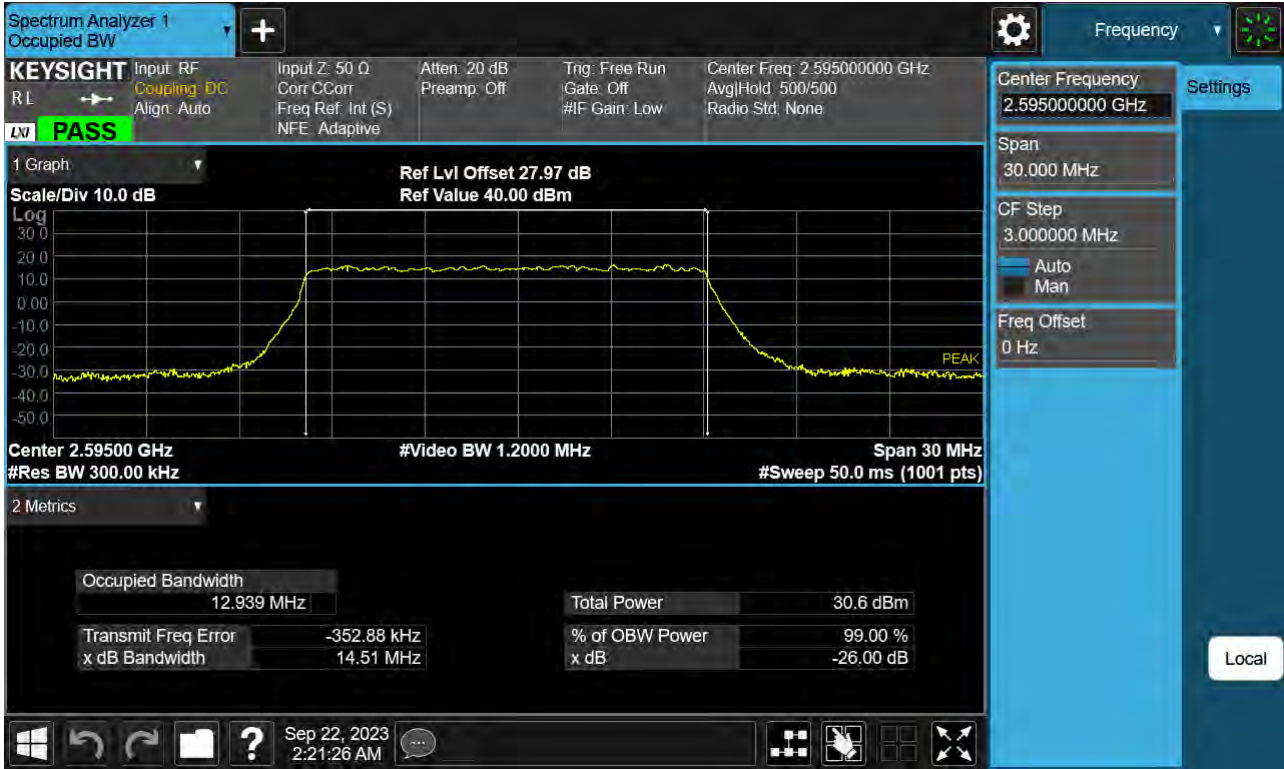 Spectrum Analyzer 1
Occupied BW
Frequency
KEYSIGHT
R L
LXI PASS
Input: RF
Coupling: DC
Align: Auto
Input Z: 50 Ω
Corr CCorr
Freq Ref: Int (S)
NFE: Adaptive
Atten: 20 dB
Preamp: Off
Trig: Free Run
Gate: Off
#IF Gain: Low
Center Freq: 2.595000000 GHz
Avg|Hold: 500/500
Radio Std: None
1 Graph
Scale/Div 10.0 dB
Ref Lvl Offset 27.97 dB
Ref Value 40.00 dBm
Log
30.0
20.0
10.0
0.00
-10.0
-20.0
-30.0
-40.0
-50.0
PEAK
Center 2.59500 GHz
#Video BW 1.2000 MHz
Span 30 MHz
#Res BW 300.00 kHz
#Sweep 50.0 ms (1001 pts)
2 Metrics
Occupied Bandwidth
12.939 MHz
Total Power 30.6 dBm
Transmit Freq Error -352.88 kHz
% of OBW Power 99.00 %
x dB Bandwidth 14.51 MHz
x dB -26.00 dB
Center Frequency
2.595000000 GHz
Settings
Span
30.000 MHz
CF Step
3.000000 MHz
Auto
Man
Freq Offset
0 Hz
Local
?
Sep 22, 2023
2:21:26 AM